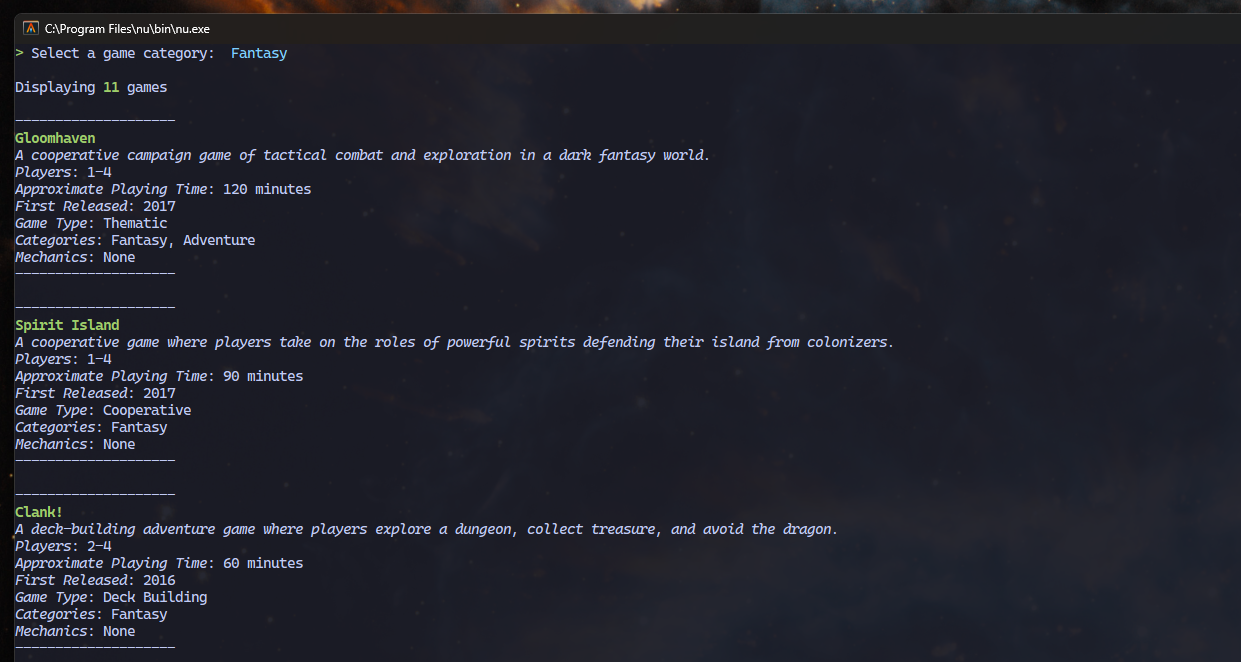 C:\Program Files\nu\bin\nu.exe
> Select a game category:  Fantasy
Displaying 11 games
____________________
Gloomhaven
A cooperative campaign game of tactical combat and exploration in a dark fantasy world.
Players: 1-4
Approximate Playing Time: 120 minutes
First Released: 2017
Game Type: Thematic
Categories: Fantasy, Adventure
Mechanics: None
____________________
____________________
Spirit Island
A cooperative game where players take on the roles of powerful spirits defending their island from colonizers.
Players: 1-4
Approximate Playing Time: 90 minutes
First Released: 2017
Game Type: Cooperative
Categories: Fantasy
Mechanics: None
____________________
____________________
Clank!
A deck-building adventure game where players explore a dungeon, collect treasure, and avoid the dragon.
Players: 2-4
Approximate Playing Time: 60 minutes
First Released: 2016
Game Type: Deck Building
Categories: Fantasy
Mechanics: None
____________________